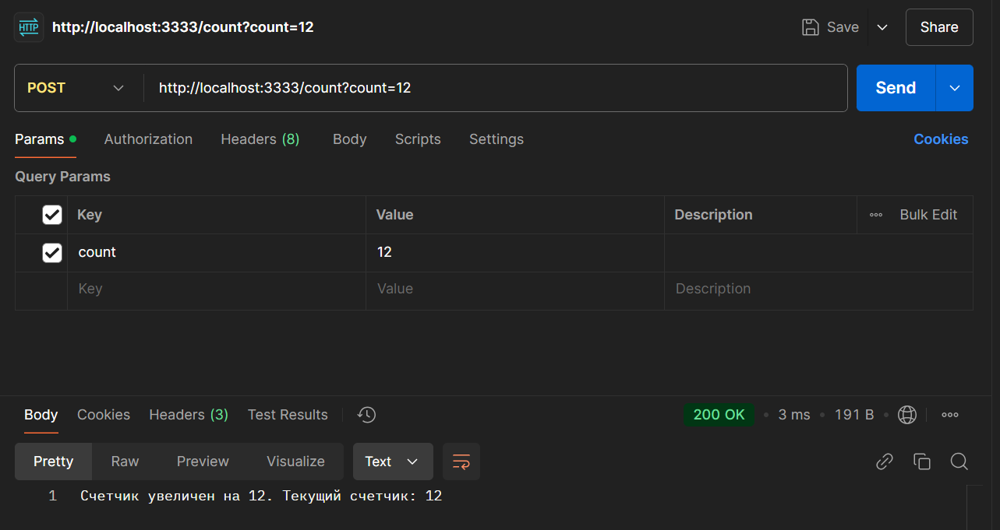 HTTP http://localhost:3333/count?count=12 Save Share
POST http://localhost:3333/count?count=12 Send
Params Authorization Headers (8) Body Scripts Settings Cookies
Query Params
Key Value Description Bulk Edit
count 12
Key Value Description
Body Cookies Headers (3) Test Results 200 OK 3 ms 191 B
Pretty Raw Preview Visualize Text
1 Счетчик увеличен на 12. Текущий счетчик: 12